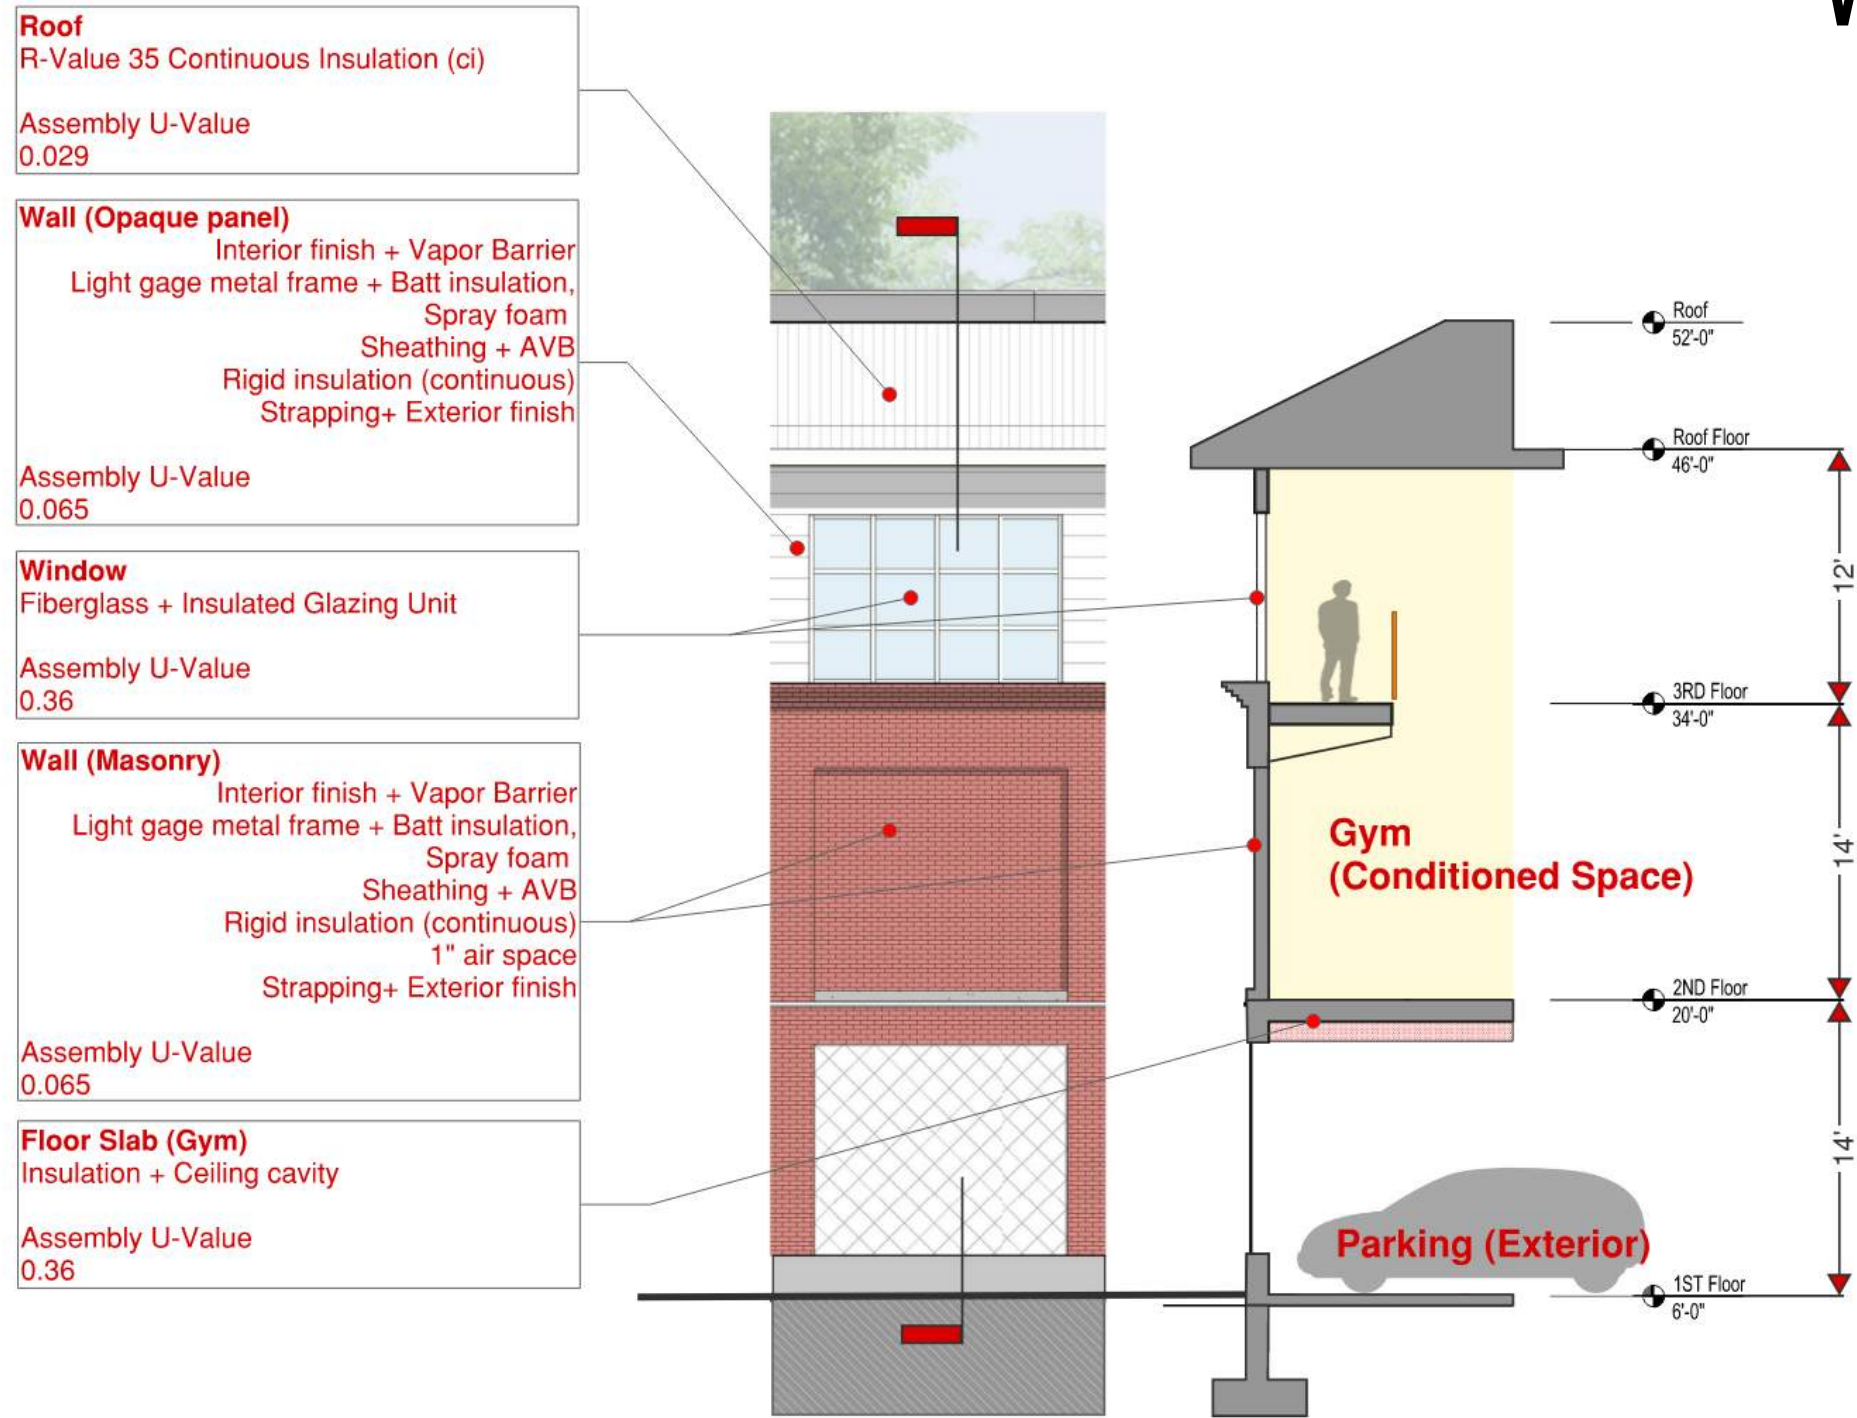 Roof
R-Value 35 Continuous Insulation (ci)
Assembly U-Value
0.029
Wall (Opaque panel)
Interior finish + Vapor Barrier
Light gage metal frame + Batt insulation,
Spray foam
Sheathing + AVB
Rigid insulation (continuous)
Strapping+ Exterior finish
Assembly U-Value
0.065
Window
Fiberglass + Insulated Glazing Unit
Assembly U-Value
0.36
Wall (Masonry)
Interior finish + Vapor Barrier
Light gage metal frame + Batt insulation,
Spray foam
Sheathing + AVB
Rigid insulation (continuous)
1" air space
Strapping+ Exterior finish
Assembly U-Value
0.065
Floor Slab (Gym)
Insulation + Ceiling cavity
Assembly U-Value
0.36
Roof
52'-0"
Roof Floor
46'-0"
12'
3RD Floor
34'-0"
Gym
(Conditioned Space)
14'
2ND Floor
20'-0"
14'
Parking (Exterior)
1ST Floor
6'-0"